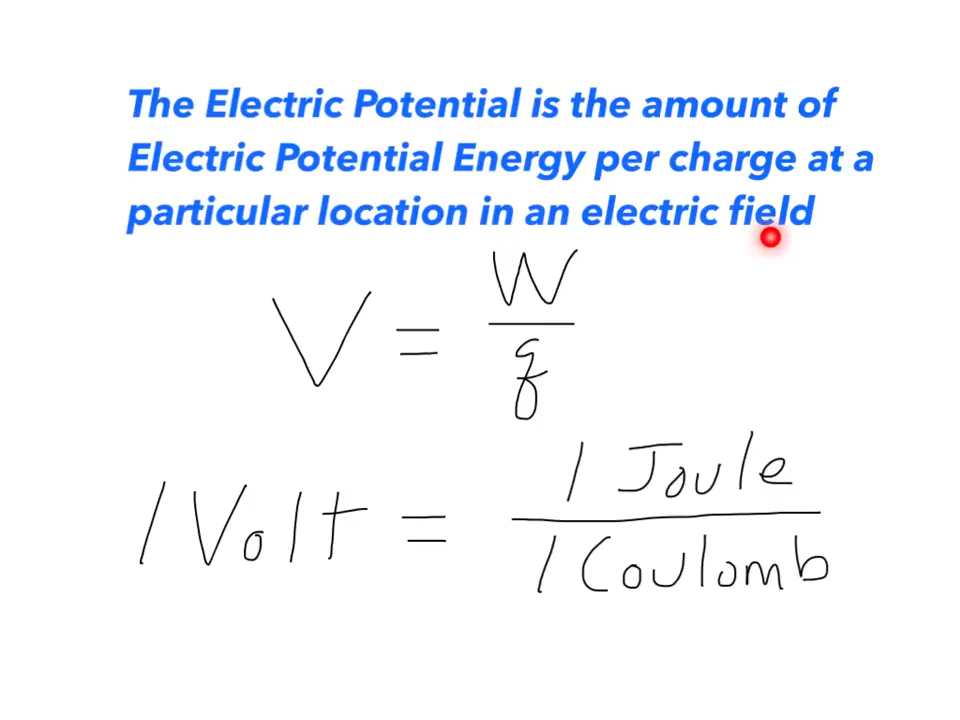 The Electric Potential is the amount of
Electric Potential Energy per charge at a
particular location in an electric field
V = W/q
1 Volt = 1 Joule / 1 Coulomb